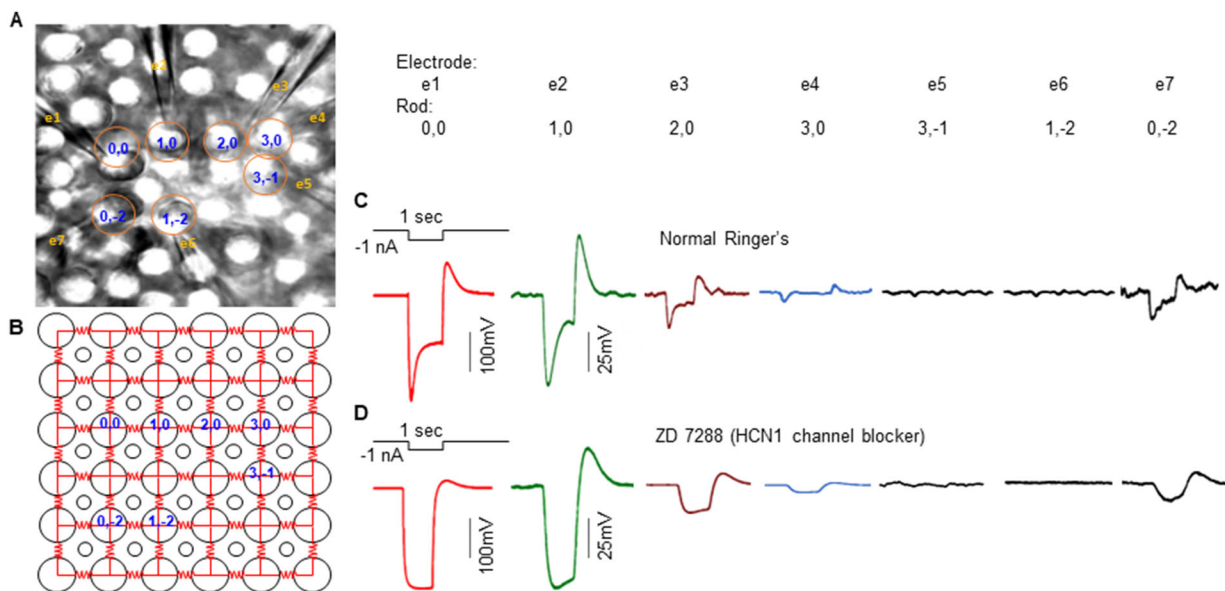 A
e1
e2
e3
e4
0,0
1,0
2,0
3,0
3,-1
e5
0,-2
1,-2
e7
e6
Electrode:
e1 e2 e3 e4 e5 e6 e7
Rod:
0,0 1,0 2,0 3,0 3,-1 1,-2 0,-2
C
1 sec
-1 nA
Normal Ringer's
100mV
25mV
B
0,0 1,0 2,0 3,0
3,-1
0,-2 1,-2
D
1 sec
-1 nA
ZD 7288 (HCN1 channel blocker)
100mV
25mV